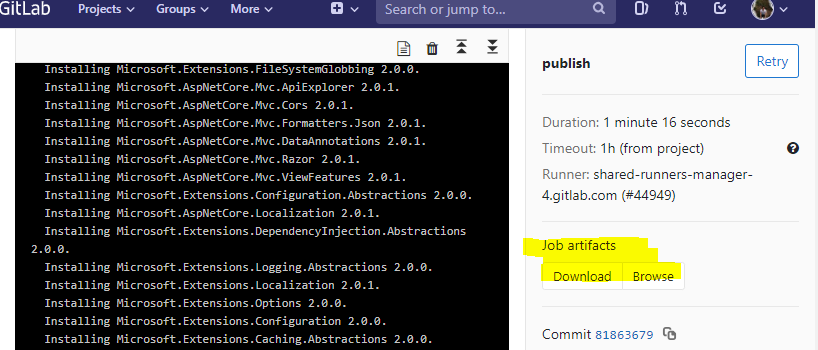 GitLab Projects Groups More Search or jump to...
Installing Microsoft.Extensions.FileSystemGlobbing 2.0.0.
Installing Microsoft.AspNetCore.Mvc.ApiExplorer 2.0.1.
Installing Microsoft.AspNetCore.Mvc.Cors 2.0.1.
Installing Microsoft.AspNetCore.Mvc.Formatters.Json 2.0.1.
Installing Microsoft.AspNetCore.Mvc.DataAnnotations 2.0.1.
Installing Microsoft.AspNetCore.Mvc.Razor 2.0.1.
Installing Microsoft.AspNetCore.Mvc.ViewFeatures 2.0.1.
Installing Microsoft.Extensions.Configuration.Abstractions 2.0.0.
Installing Microsoft.AspNetCore.Localization 2.0.1.
Installing Microsoft.Extensions.DependencyInjection.Abstractions
2.0.0.
Installing Microsoft.Extensions.Logging.Abstractions 2.0.0.
Installing Microsoft.Extensions.Localization 2.0.1.
Installing Microsoft.Extensions.Options 2.0.0.
Installing Microsoft.Extensions.Configuration 2.0.0.
Installing Microsoft.Extensions.Caching.Abstractions 2.0.0.
publish Retry
Duration: 1 minute 16 seconds
Timeout: 1h (from project)
Runner: shared-runners-manager-
4.gitlab.com (#44949)
Job artifacts
Download Browse
Commit 81863679